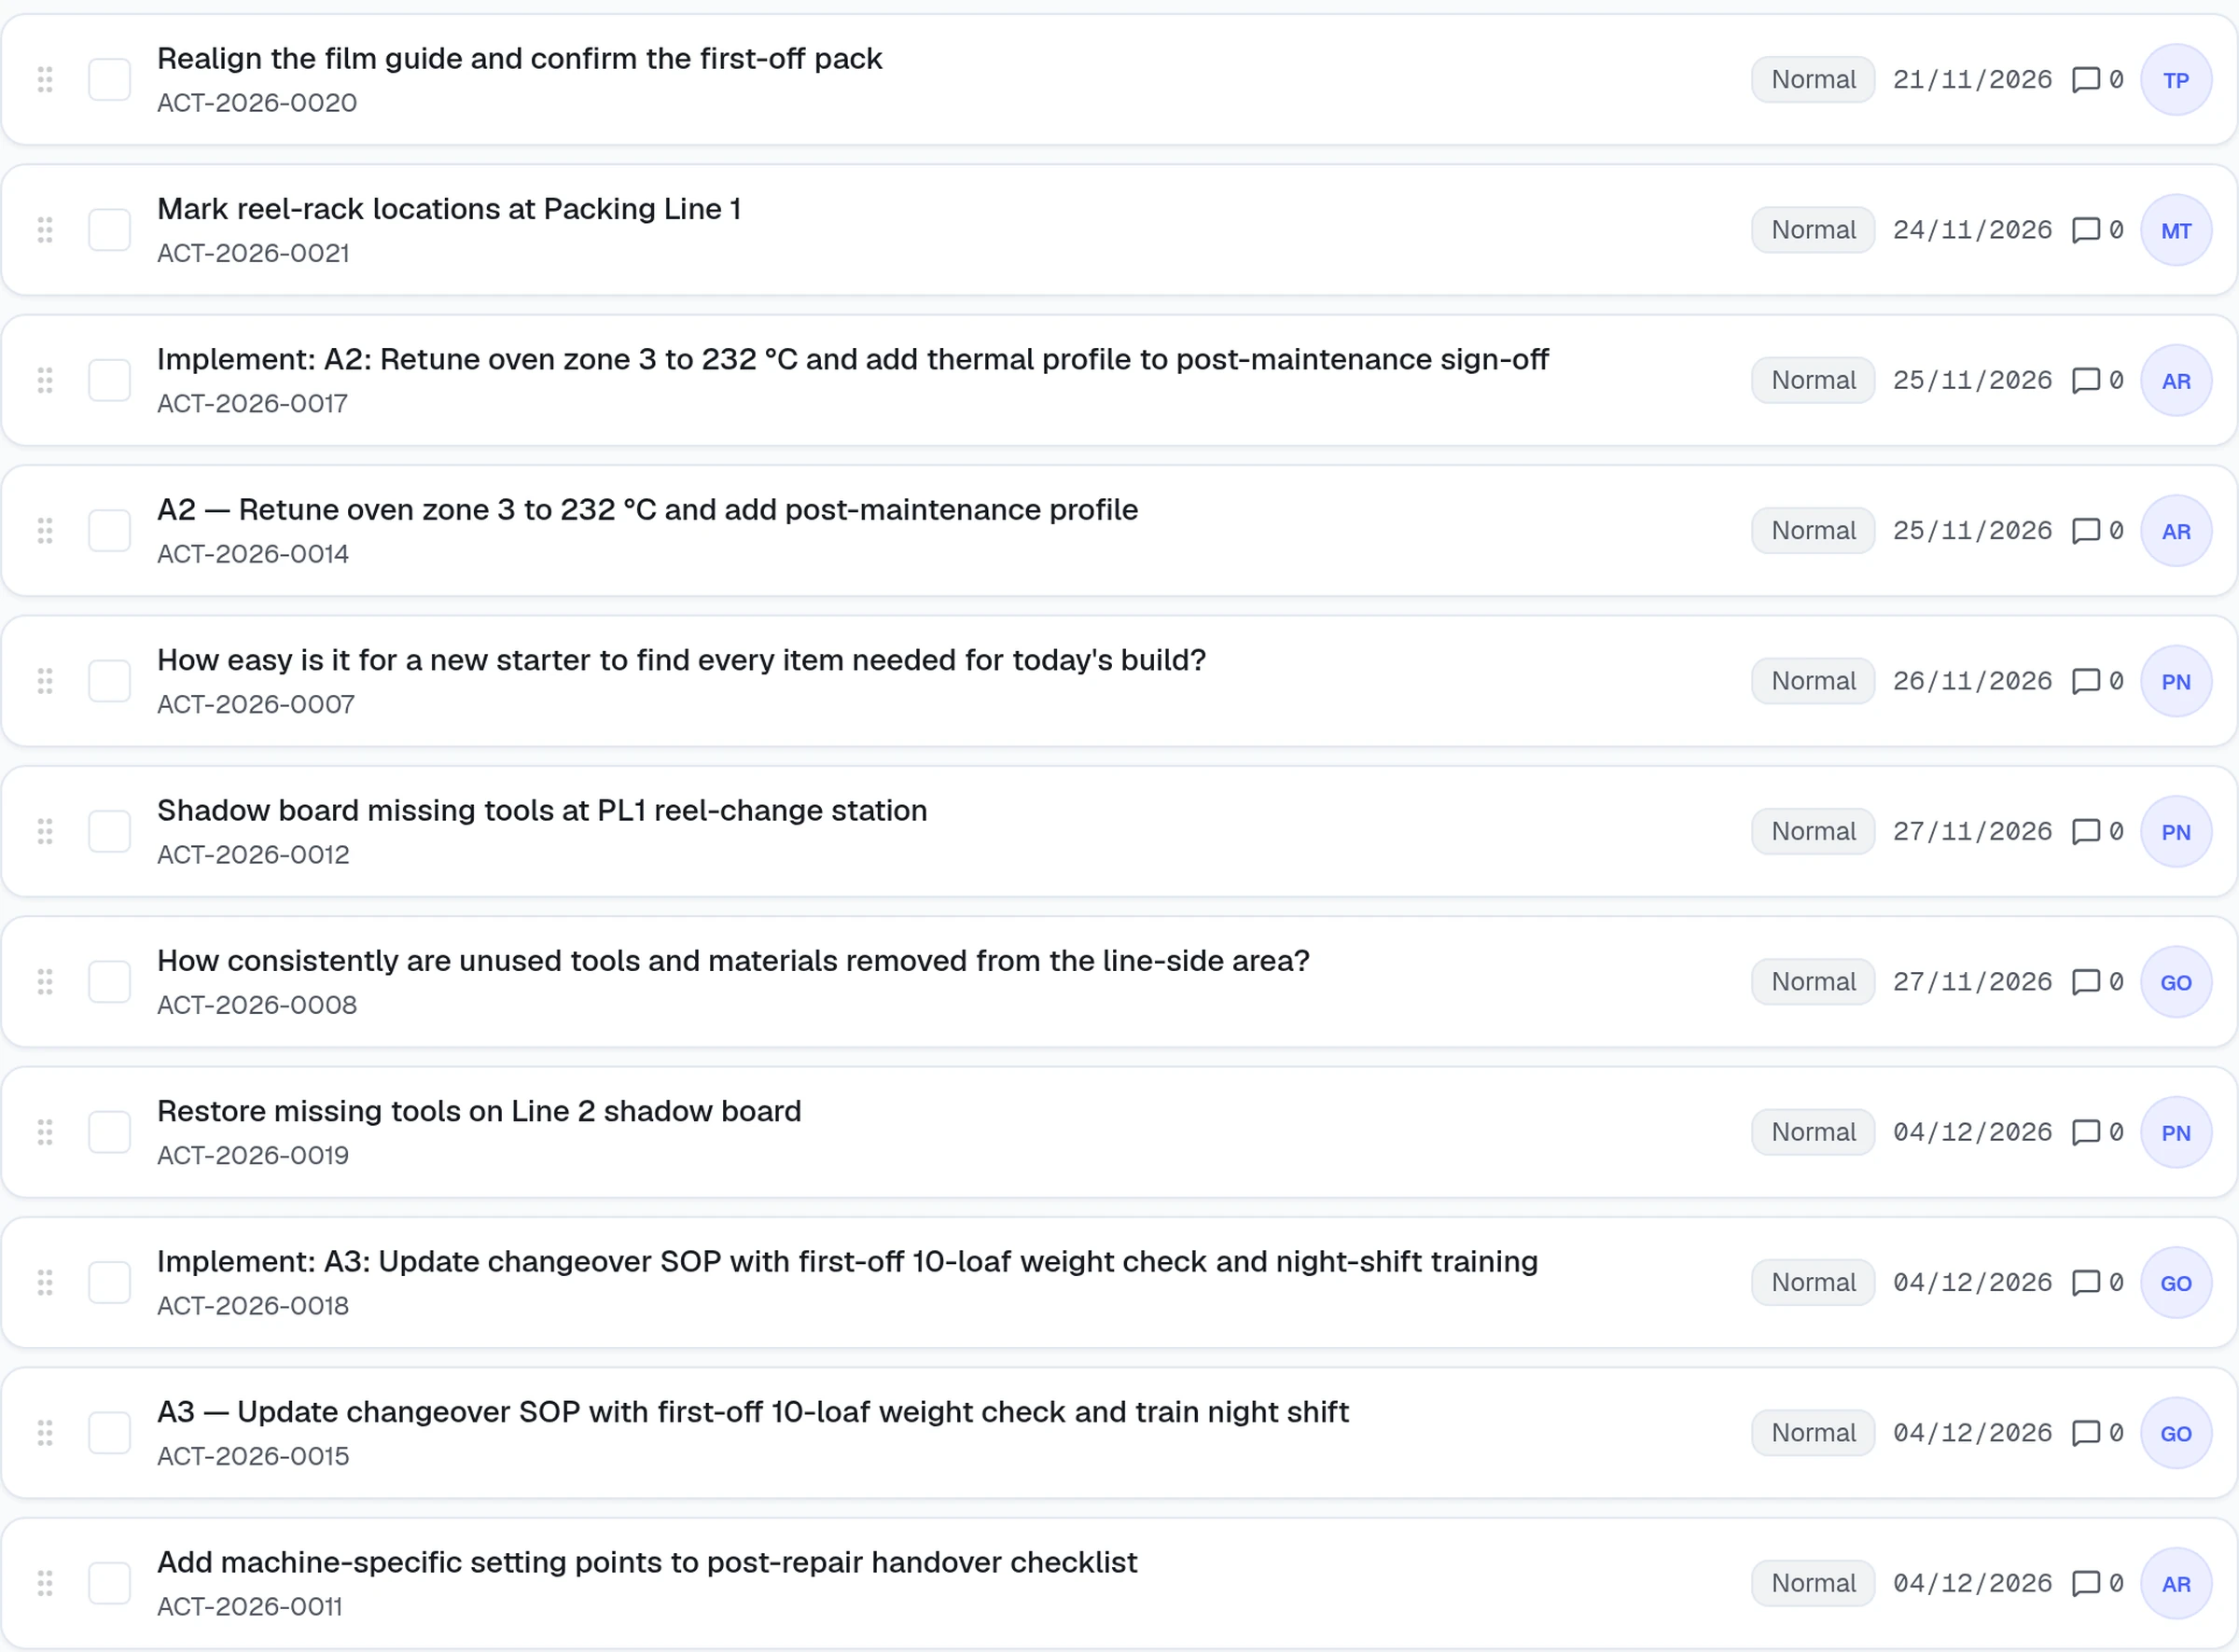 Realign the film guide and confirm the first-off pack
ACT-2026-0020
Normal 21/11/2026 0 TP
Mark reel-rack locations at Packing Line 1
ACT-2026-0021
Normal 24/11/2026 0 MT
Implement: A2: Retune oven zone 3 to 232 °C and add thermal profile to post-maintenance sign-off
ACT-2026-0017
Normal 25/11/2026 0 AR
A2 — Retune oven zone 3 to 232 °C and add post-maintenance profile
ACT-2026-0014
Normal 25/11/2026 0 AR
How easy is it for a new starter to find every item needed for today's build?
ACT-2026-0007
Normal 26/11/2026 0 PN
Shadow board missing tools at PL1 reel-change station
ACT-2026-0012
Normal 27/11/2026 0 PN
How consistently are unused tools and materials removed from the line-side area?
ACT-2026-0008
Normal 27/11/2026 0 GO
Restore missing tools on Line 2 shadow board
ACT-2026-0019
Normal 04/12/2026 0 PN
Implement: A3: Update changeover SOP with first-off 10-loaf weight check and night-shift training
ACT-2026-0018
Normal 04/12/2026 0 GO
A3 — Update changeover SOP with first-off 10-loaf weight check and train night shift
ACT-2026-0015
Normal 04/12/2026 0 GO
Add machine-specific setting points to post-repair handover checklist
ACT-2026-0011
Normal 04/12/2026 0 AR